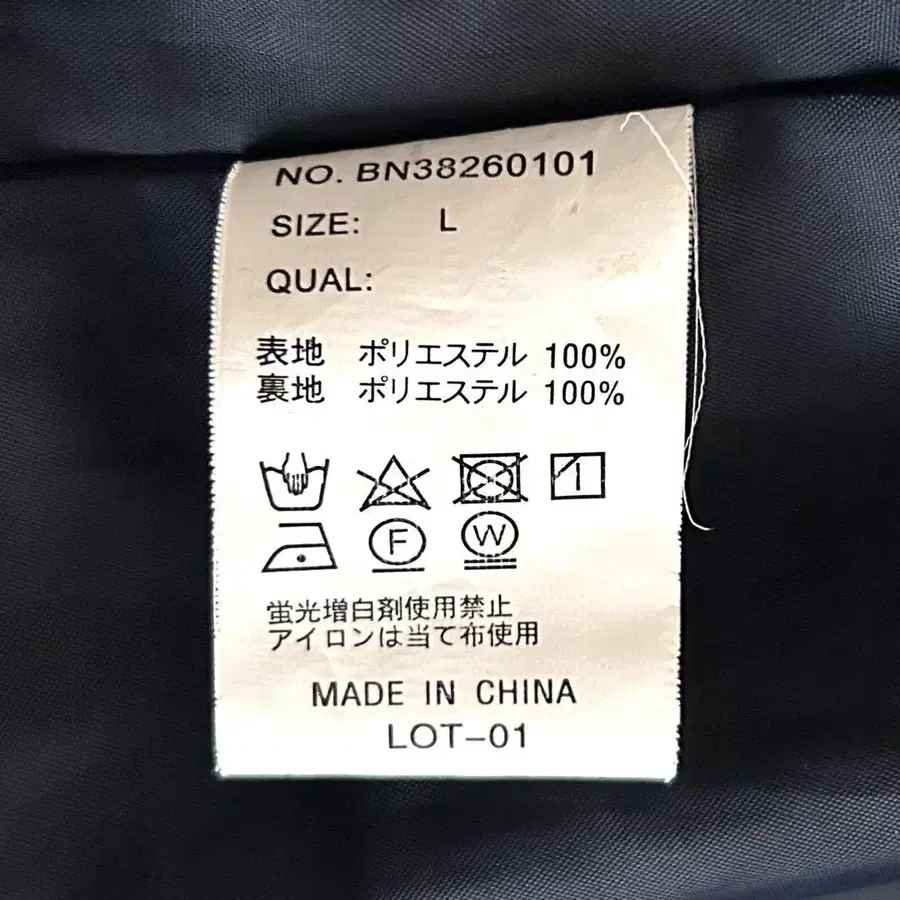 NO. BN38260101
SIZE: L
QUAL:
表地 ポリエステル 100%
裏地 ポリエステル 100%
F W
蛍光増白剤使用禁止
アイロンは当て布使用
MADE IN CHINA
LOT-01